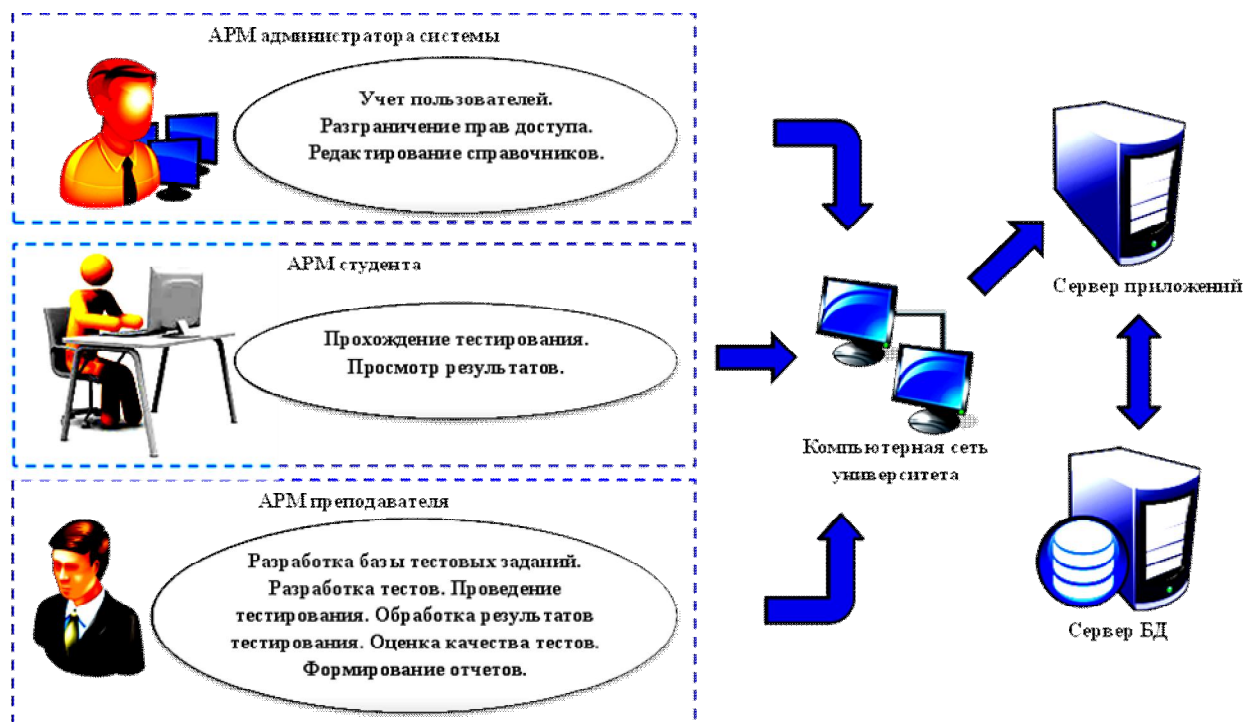 АРМ администратора системы
Учет пользователей.
Разграничение прав доступа.
Редактирование справочников.
АРМ студента
Прохождение тестирования.
Просмотр результатов.
АРМ преподавателя
Разработка базы тестовых заданий.
Разработка тестов. Проведение
тестирования. Обработка результатов
тестирования. Оценка качества тестов.
Формирование отчетов.
Компьютерная сеть
университета
Сервер приложений
Сервер БД